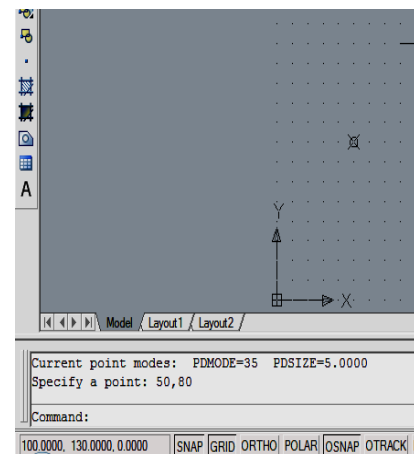 A
Y
X
Model Layout1 Layout2
Current point modes: PDMODE=35 PDSIZE=5.0000
Specify a point: 50,80
Command:
100.0000, 130.0000, 0.0000 SNAP GRID ORTHO POLAR OSNAP OTRACK